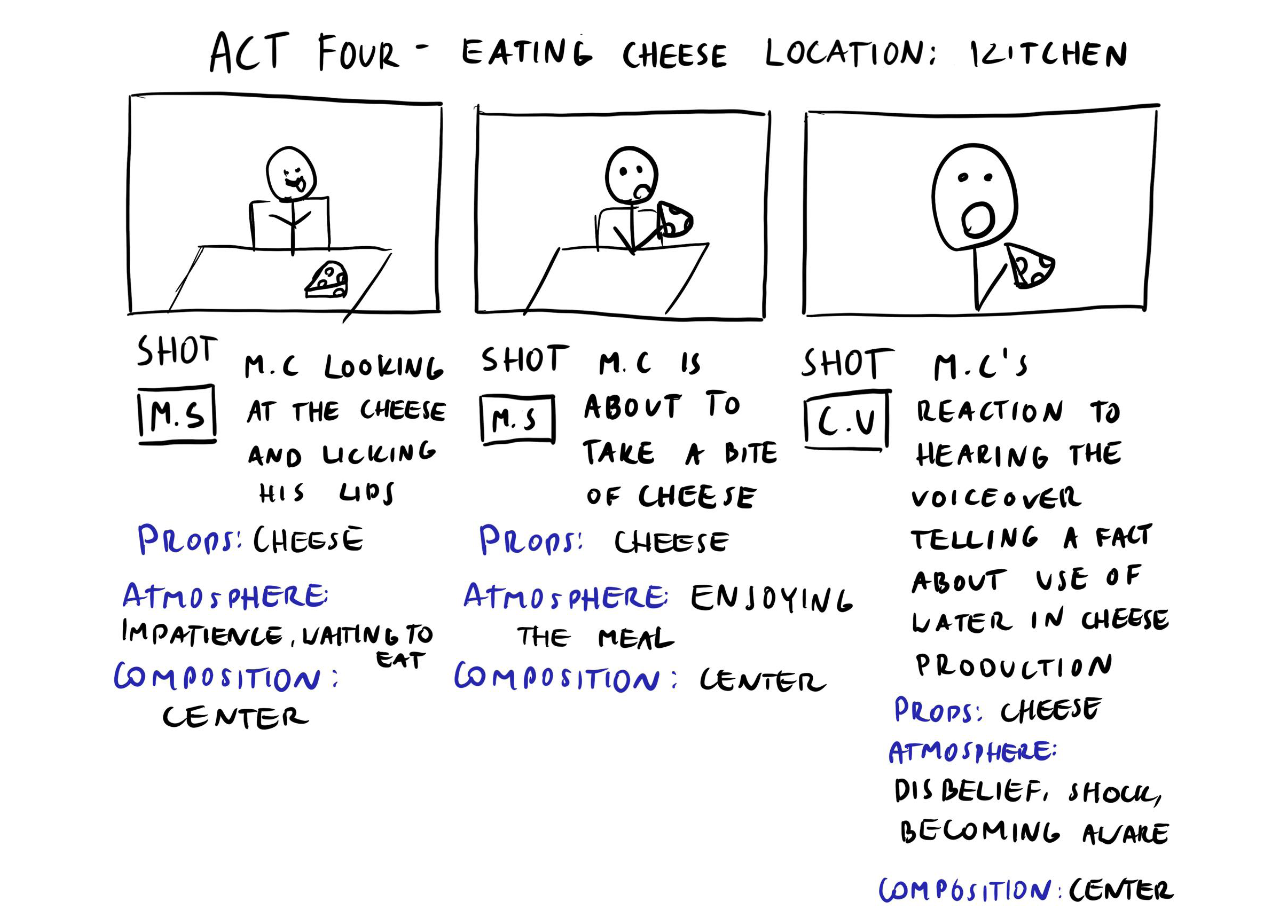 ACT FOUR - EATING CHEESE LOCATION: KITCHEN
SHOT
M.S
M.C LOOKING
AT THE CHEESE
AND LICKING
HIS LIPS
PROPS: CHEESE
ATMOSPHERE:
IMPATIENCE, WAITING TO
EAT
COMPOSITION:
CENTER
SHOT
M.S
M.C IS
ABOUT TO
TAKE A BITE
OF CHEESE
PROPS: CHEESE
ATMOSPHERE: ENJOYING
THE MEAL
COMPOSITION: CENTER
SHOT
C.U
M.C'S
REACTION TO
HEARING THE
VOICEOVER
TELLING A FACT
ABOUT USE OF
WATER IN CHEESE
PRODUCTION
PROPS: CHEESE
ATMOSPHERE:
DISBELIEF, SHOCK,
BECOMING AWARE
COMPOSITION: CENTER